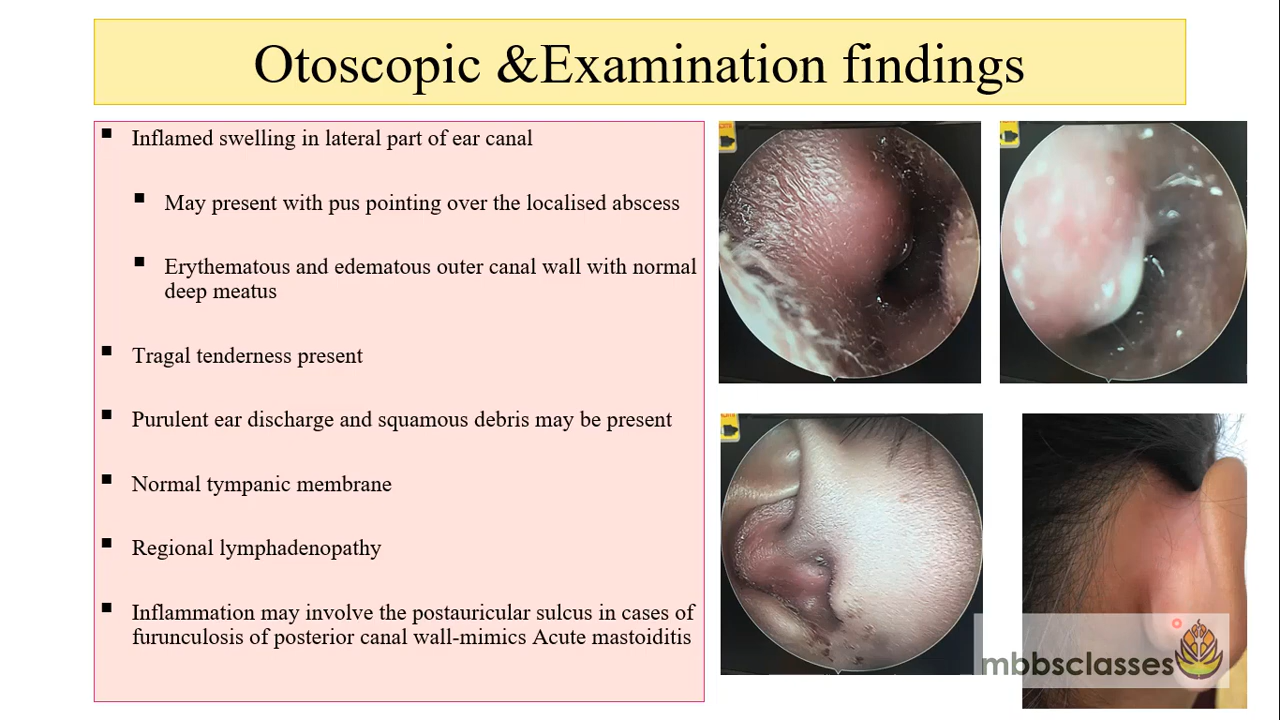 Otoscopic &Examination findings
Inflamed swelling in lateral part of ear canal
May present with pus pointing over the localised abscess
Erythematous and edematous outer canal wall with normal
deep meatus
Tragal tenderness present
Purulent ear discharge and squamous debris may be present
Normal tympanic membrane
Regional lymphadenopathy
Inflammation may involve the postauricular sulcus in cases of
furunculosis of posterior canal wall-mimics Acute mastoiditis
mbbsclasses